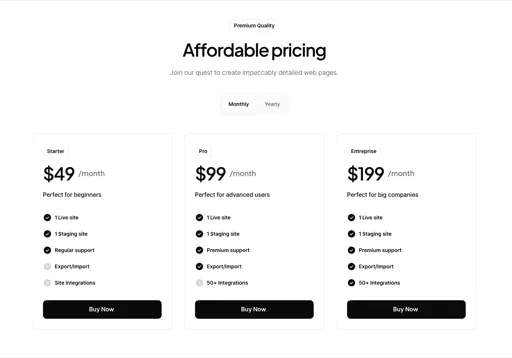 Premium Quality
Affordable pricing
Join our quest to create impeccably detailed web pages.
Monthly
Yearly
Starter
$49 /month
Perfect for beginners
1 Live site
1 Staging site
Regular support
Export/Import
Site Integrations
Buy Now
Pro
$99 /month
Perfect for advanced users
1 Live site
1 Staging site
Premium support
Export/Import
50+ Integrations
Buy Now
Entreprise
$199 /month
Perfect for big companies
1 Live site
1 Staging site
Premium support
Export/Import
50+ Integrations
Buy Now